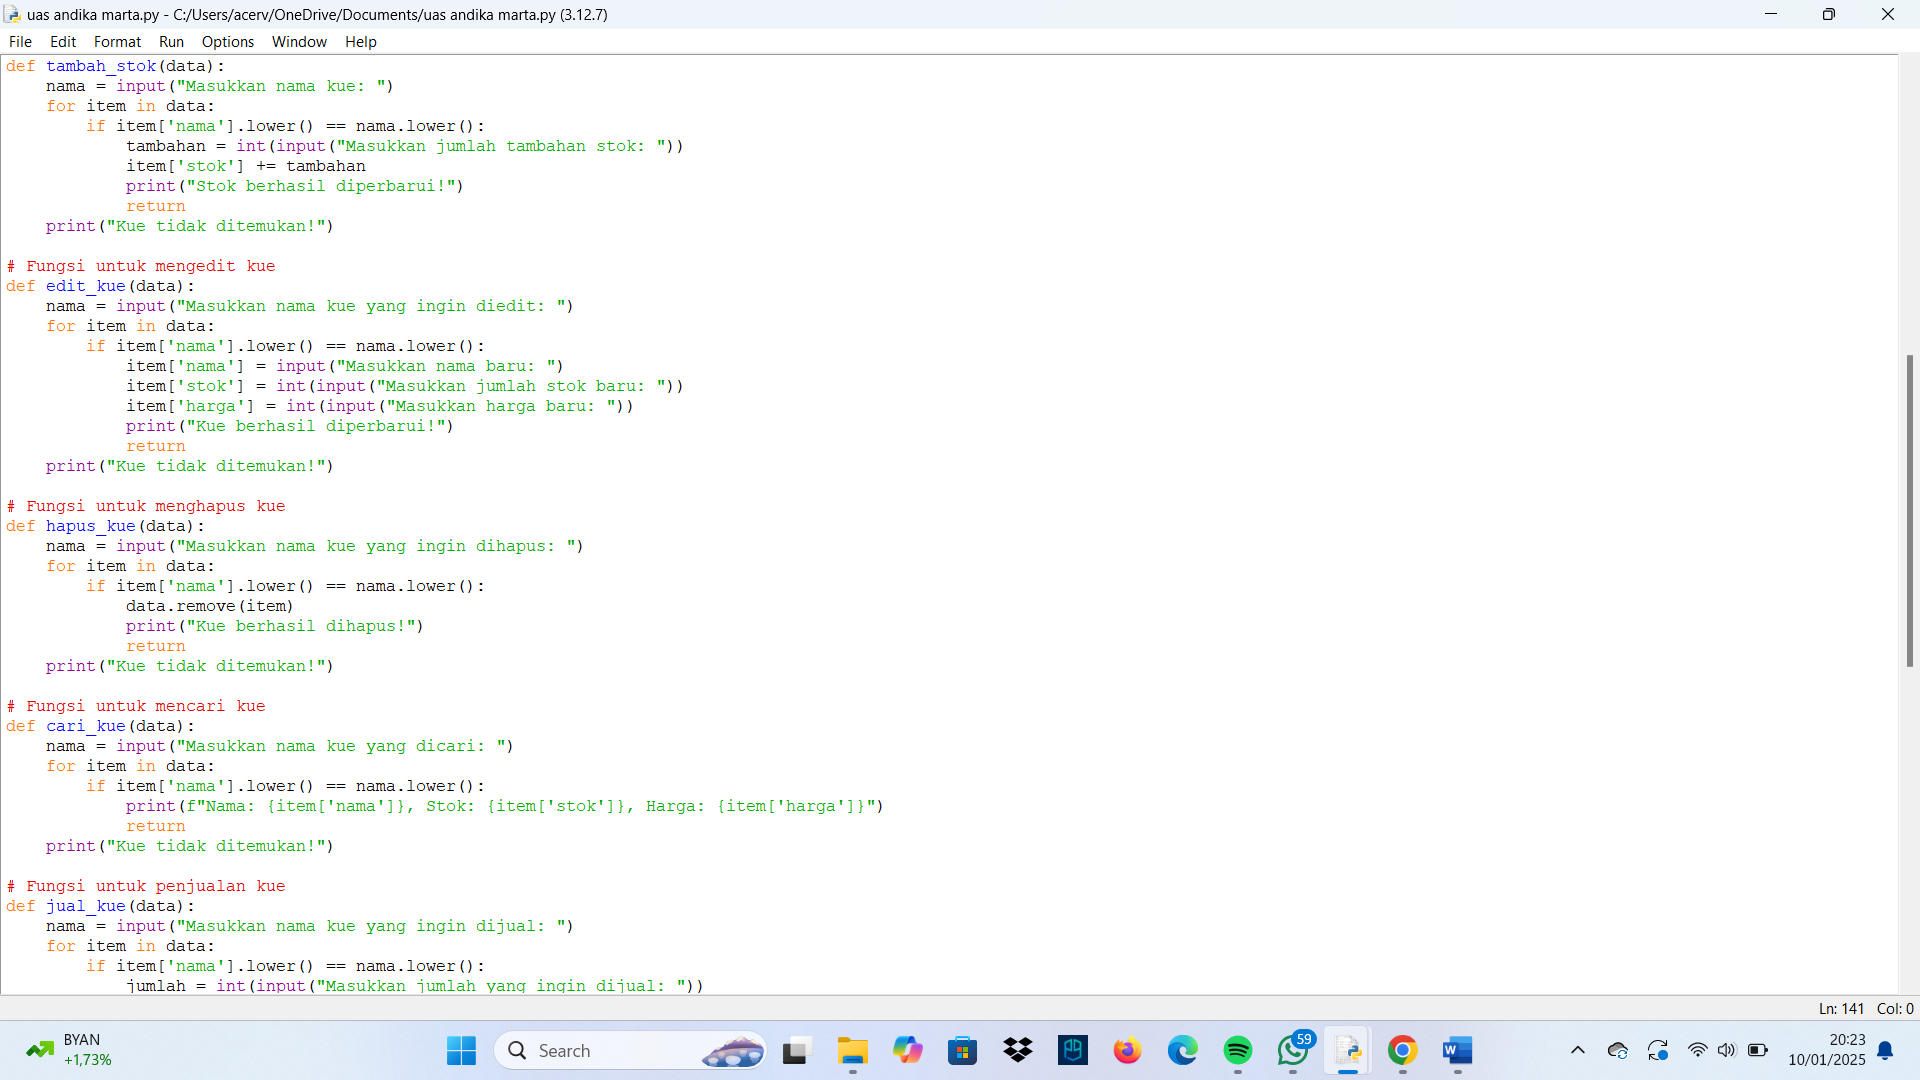 uas andika marta.py - C:/Users/acerv/OneDrive/Documents/uas andika marta.py (3.12.7)
File Edit Format Run Options Window Help
def tambah_stok(data):
    nama = input("Masukkan nama kue: ")
    for item in data:
        if item['nama'].lower() == nama.lower():
            tambahan = int(input("Masukkan jumlah tambahan stok: "))
            item['stok'] += tambahan
            print("Stok berhasil diperbarui!")
            return
    print("Kue tidak ditemukan!")

# Fungsi untuk mengedit kue
def edit_kue(data):
    nama = input("Masukkan nama kue yang ingin diedit: ")
    for item in data:
        if item['nama'].lower() == nama.lower():
            item['nama'] = input("Masukkan nama baru: ")
            item['stok'] = int(input("Masukkan jumlah stok baru: "))
            item['harga'] = int(input("Masukkan harga baru: "))
            print("Kue berhasil diperbarui!")
            return
    print("Kue tidak ditemukan!")

# Fungsi untuk menghapus kue
def hapus_kue(data):
    nama = input("Masukkan nama kue yang ingin dihapus: ")
    for item in data:
        if item['nama'].lower() == nama.lower():
            data.remove(item)
            print("Kue berhasil dihapus!")
            return
    print("Kue tidak ditemukan!")

# Fungsi untuk mencari kue
def cari_kue(data):
    nama = input("Masukkan nama kue yang dicari: ")
    for item in data:
        if item['nama'].lower() == nama.lower():
            print(f"Nama: {item['nama']}, Stok: {item['stok']}, Harga: {item['harga']}")
            return
    print("Kue tidak ditemukan!")

# Fungsi untuk penjualan kue
def jual_kue(data):
    nama = input("Masukkan nama kue yang ingin dijual: ")
    for item in data:
        if item['nama'].lower() == nama.lower():
            jumlah = int(input("Masukkan jumlah yang ingin dijual: "))
Ln: 141 Col: 0
BYAN
+1,73%
Search
59
20:23
10/01/2025